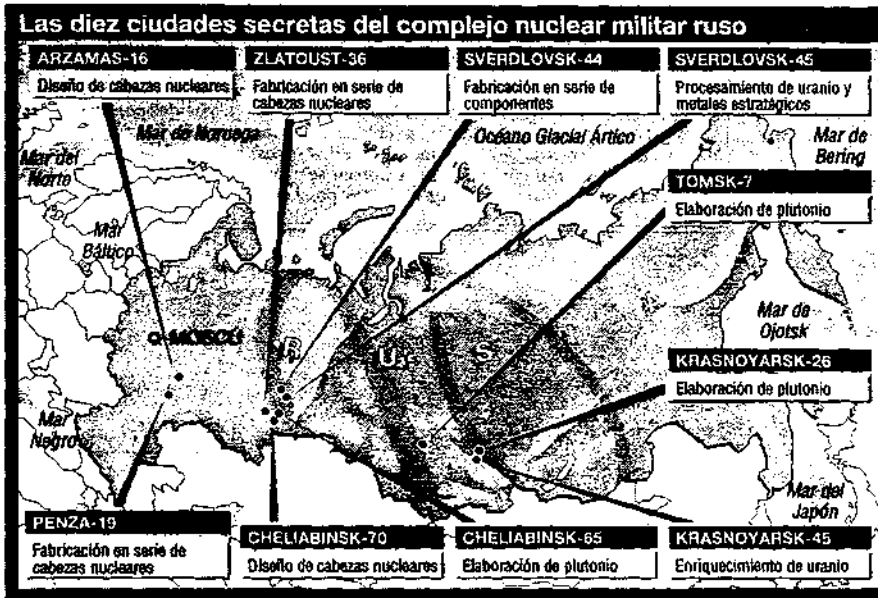 Las diez ciudades secretas del complejo nuclear militar ruso
ARZAMAS-16
Diseño de cabezas nucleares
ZLATOUST-36
Fabricación en serie de
cabezas nucleares
SVERDLOVSK-44
Fabricación en serie de
componentes
SVERDLOVSK-45
Procesamiento de uranio y
metales estratégicos
Mar de Noruega
Océano Glacial Ártico
Mar de
Bering
Mar del
Norte
TOMSK-7
Elaboración de plutonio
Mar
Báltico
MOSCÚ
R
U
S
Mar de
Ojotsk
KRASNOYARSK-26
Elaboración de plutonio
Mar
Negro
Mar del
Japón
PENZA-19
Fabricación en serie de
cabezas nucleares
CHELIABINSK-70
Diseño de cabezas nucleares
CHELIABINSK-65
Elaboración de plutonio
KRASNOYARSK-45
Enriquecimiento de uranio